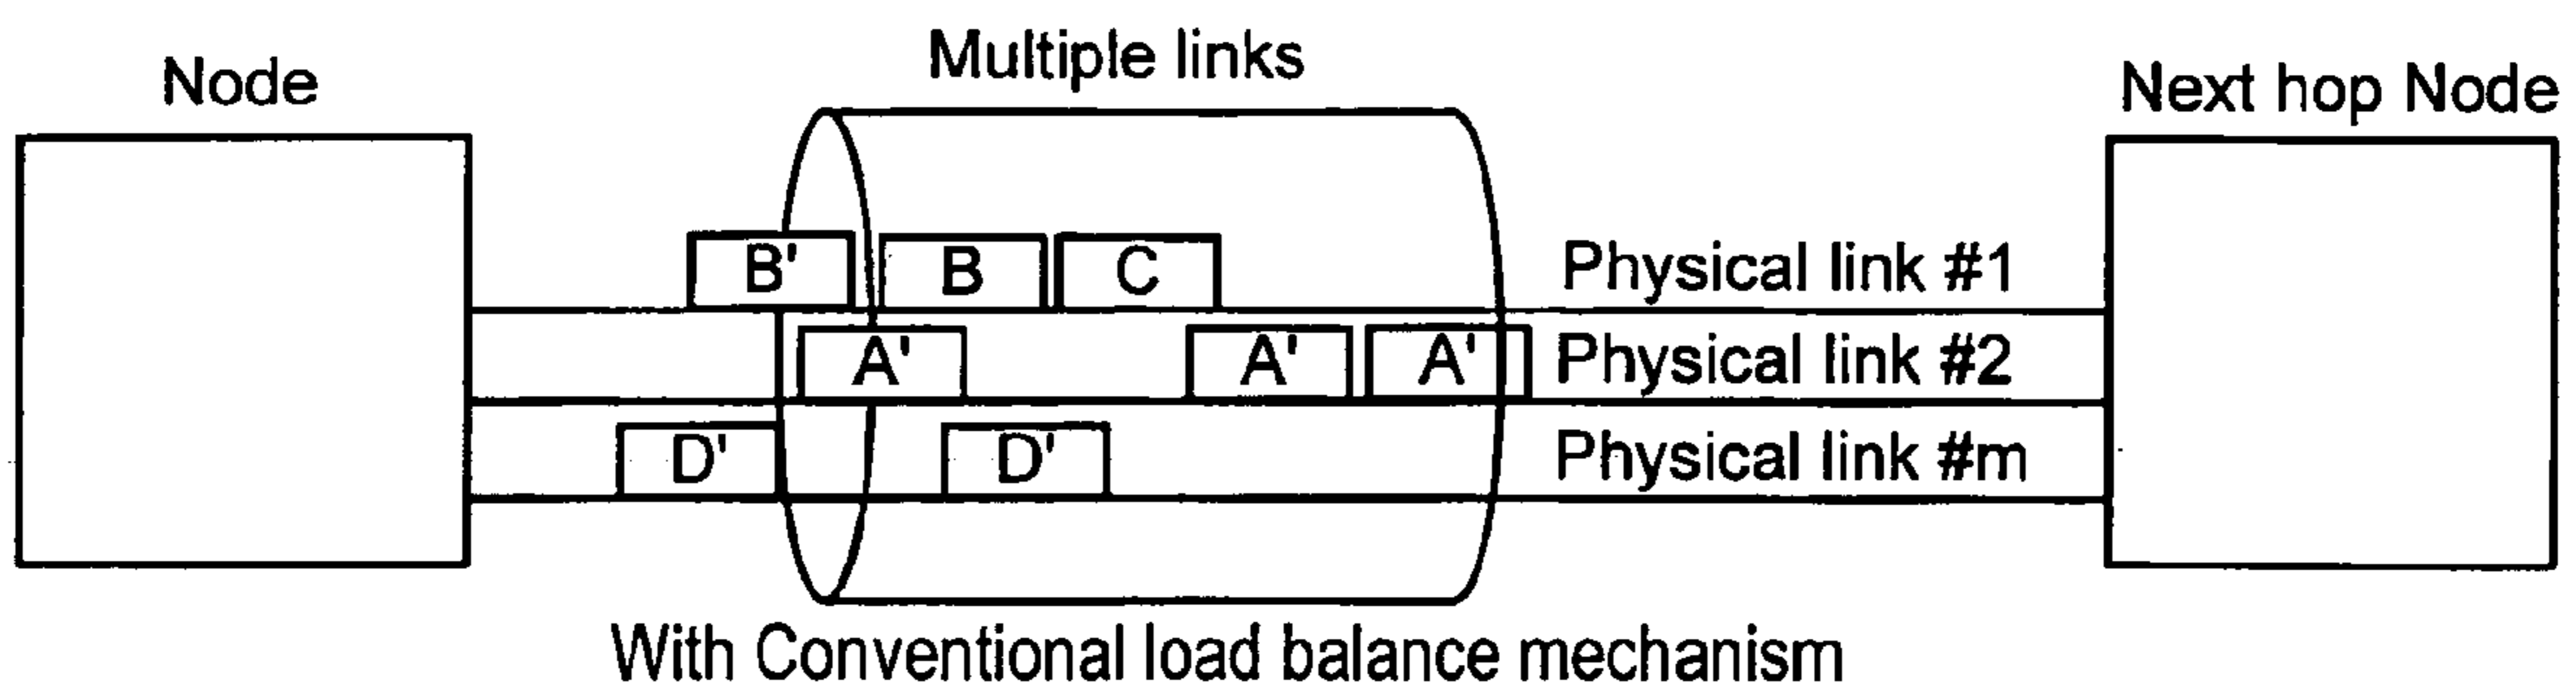 Multiple links
Node
Next hop Node
B' B C Physical link #1
A' A' A' Physical link #2
D' D' Physical link #m
With Conventional load balance mechanism